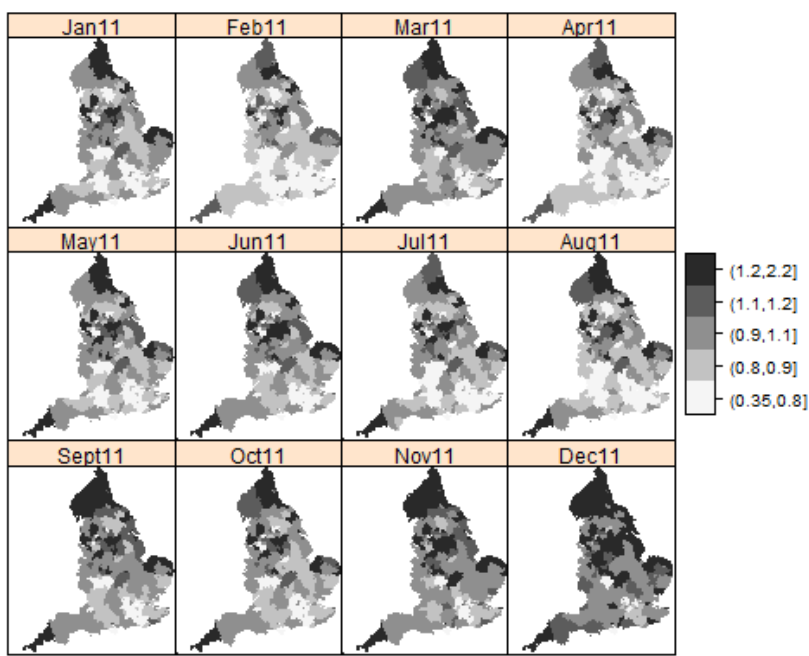 Jan11 Feb11 Mar11 Apr11
May11 Jun11 Jul11 Aug11
(1.2,2.2]
(1.1,1.2]
(0.9,1.1]
(0.8,0.9]
(0.35,0.8]
Sept11 Oct11 Nov11 Dec11